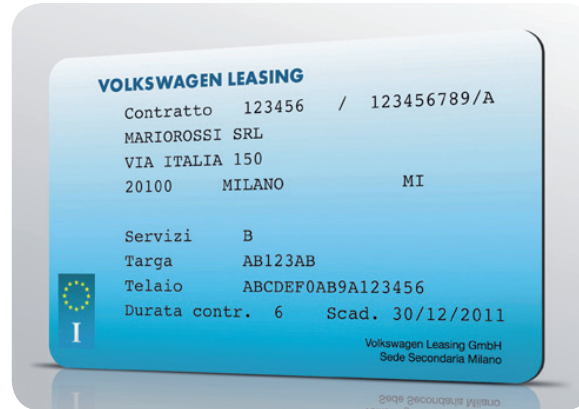 VOLKSWAGEN LEASING
Contratto 123456 / 123456789/A
MARIOROSSI SRL
VIA ITALIA 150
20100 MILANO MI
Servizi B
Targa AB123AB
Telaio ABCDEF0AB9A123456
Durata contr. 6 Scad. 30/12/2011
I
Volkswagen Leasing GmbH
Sede Secondaria Milano